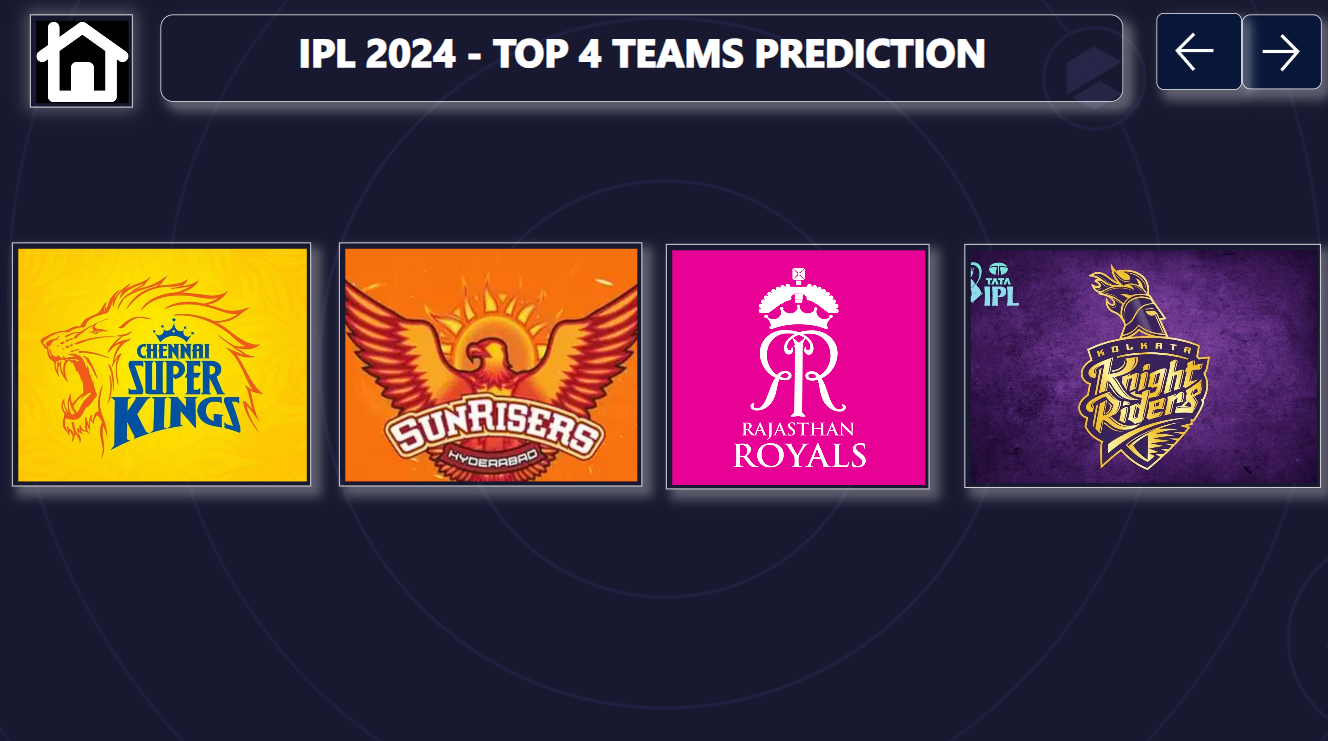 IPL 2024 - TOP 4 TEAMS PREDICTION
CHENNAI
SUPER
KINGS
SUNRISERS
HYDERABAD
RAJASTHAN
ROYALS
TATA
IPL
KOLKATA
Knight
Riders